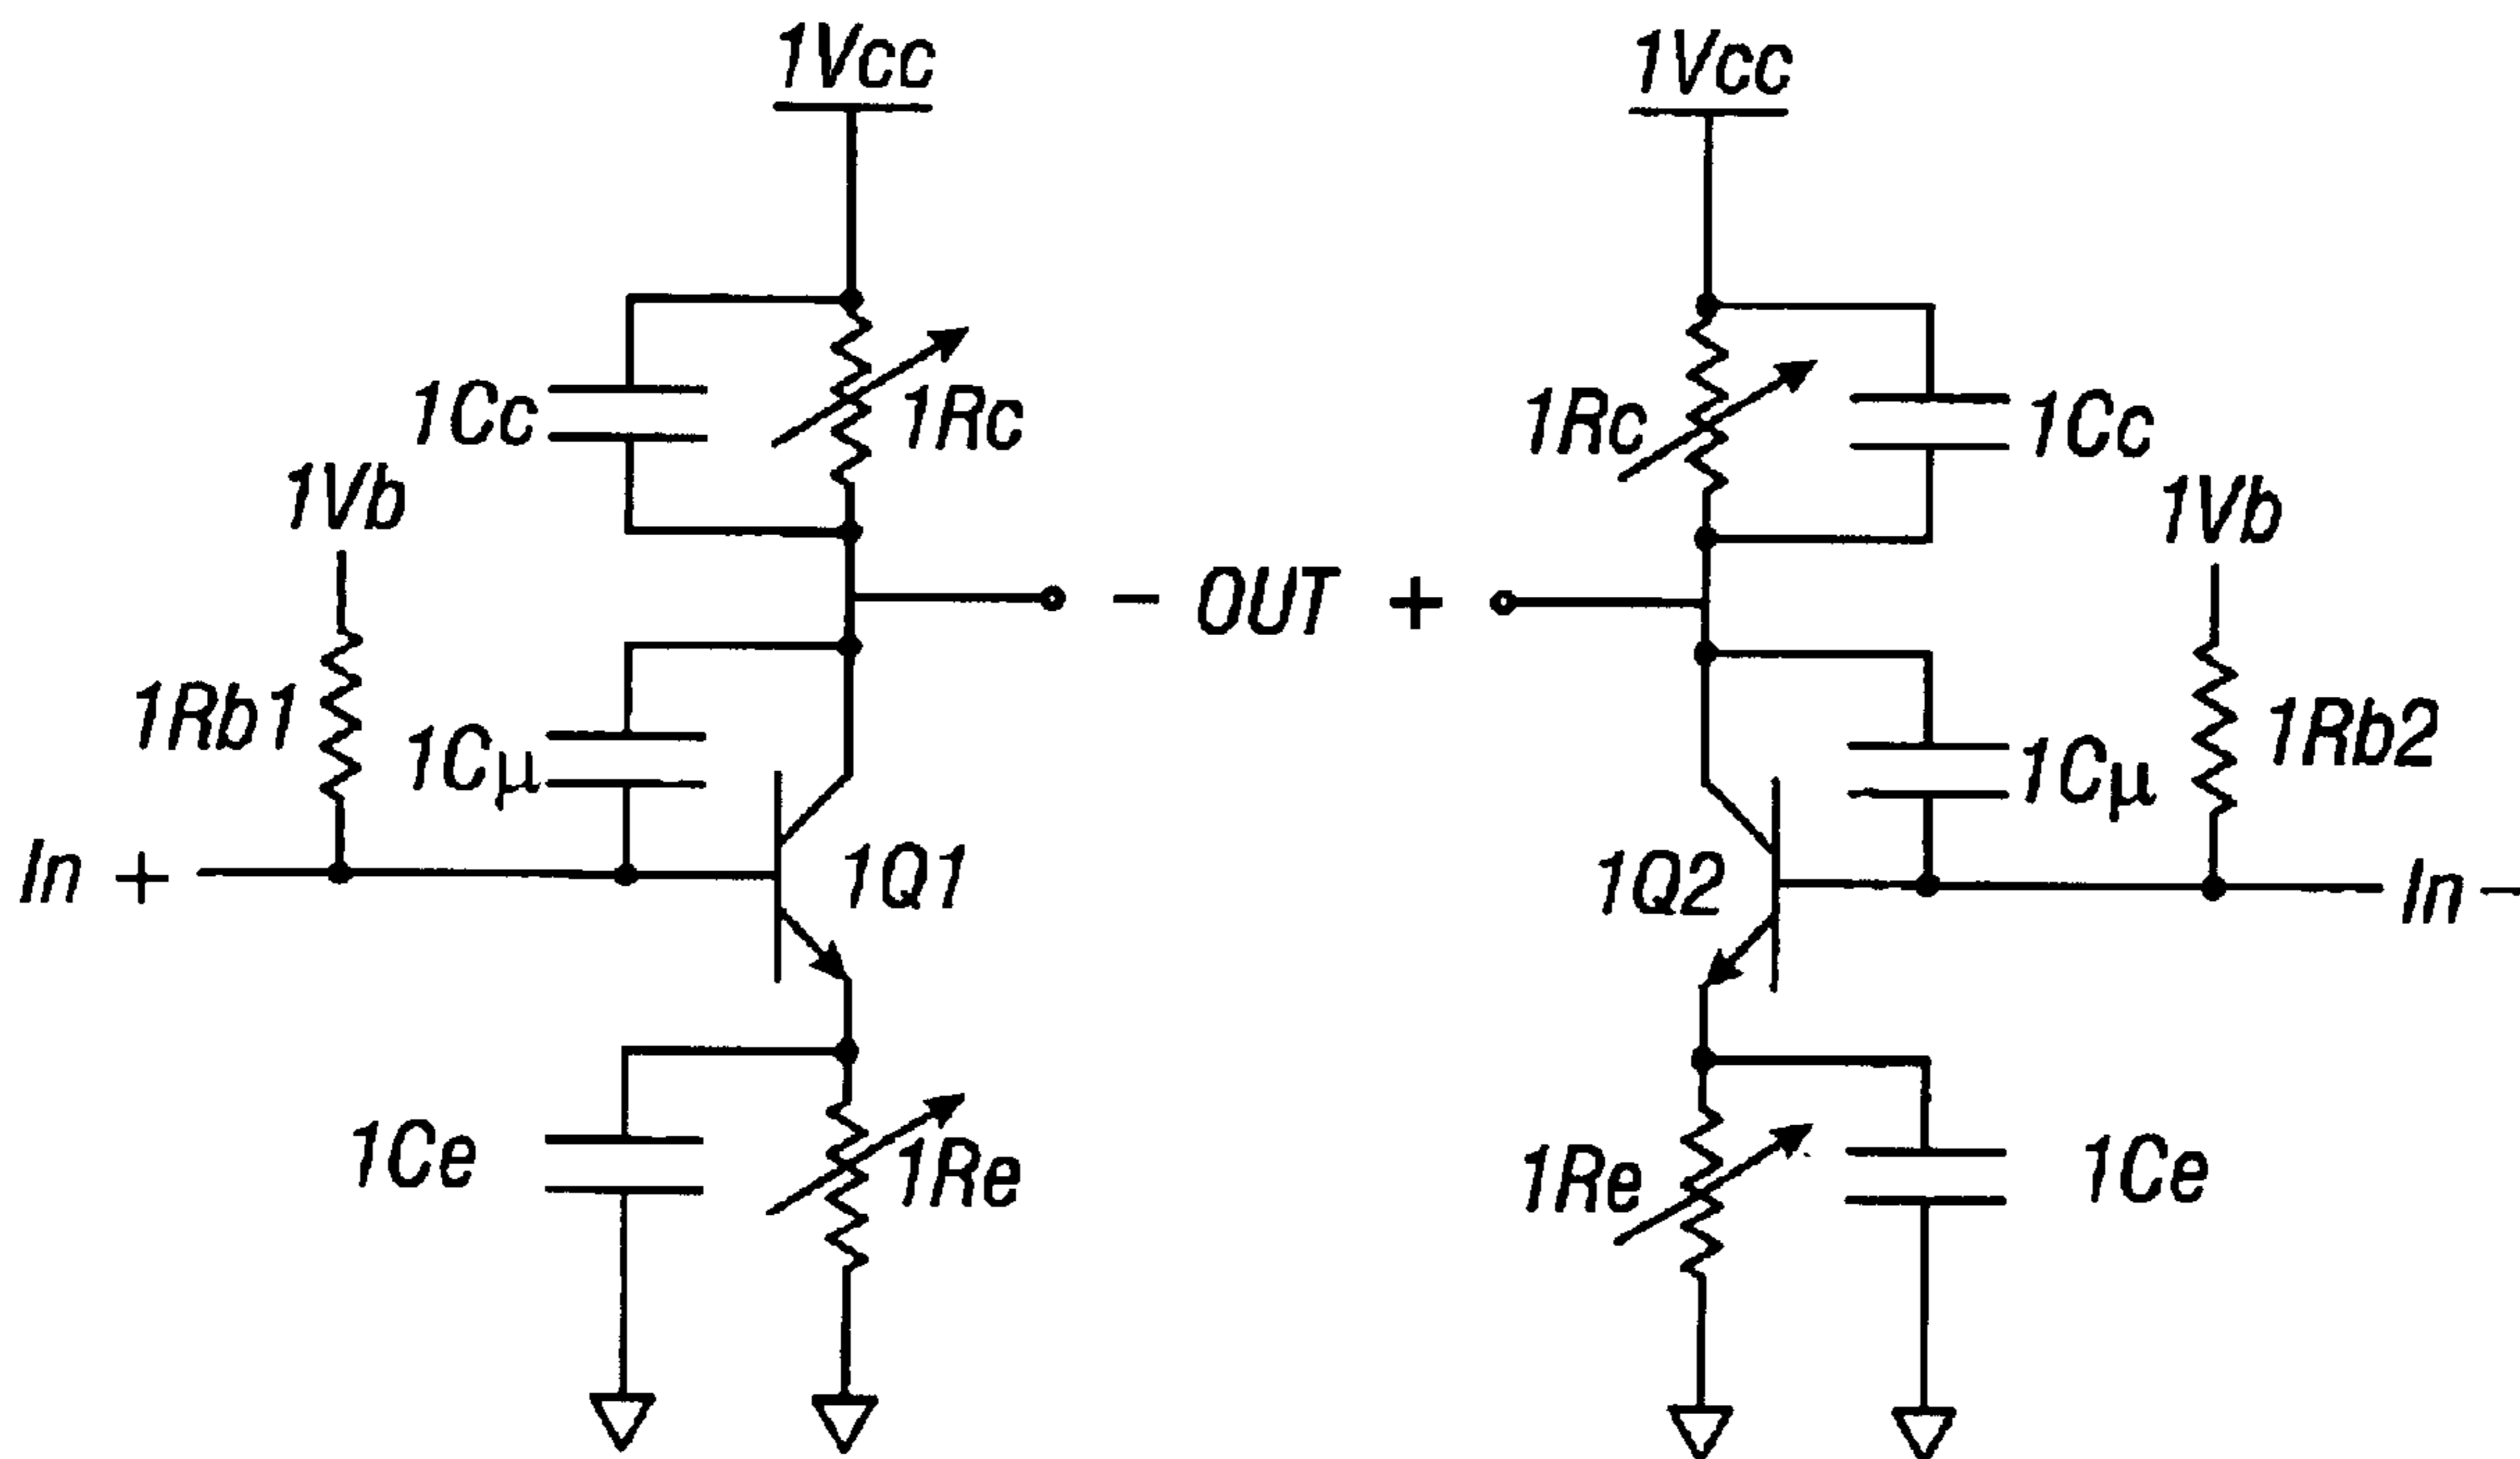 1Vcc
1Vcc
1Cc
1Rc
1Rc
1Cc
1Vb
1Vb
- OUT +
1Rb1
1Cμ
1Cμ
1Rb2
In +
1Q1
1Q2
In -
1Ce
1Re
1Re
1Ce